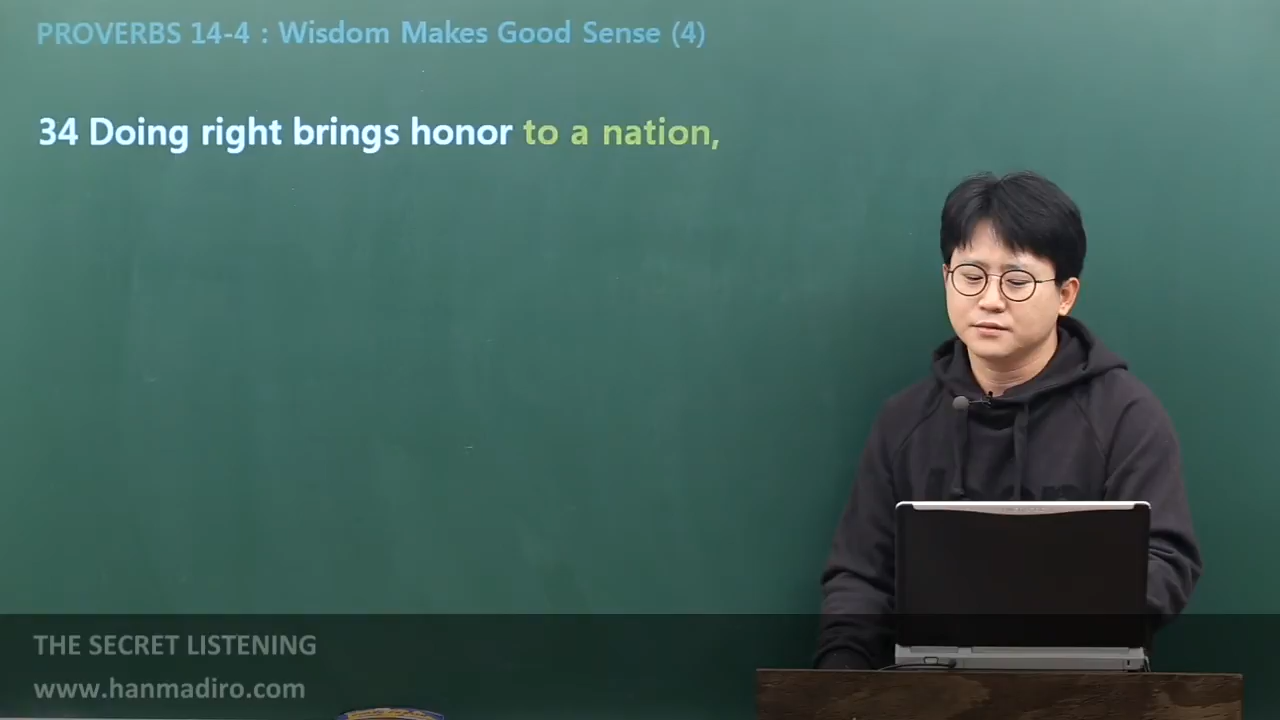 PROVERBS 14-4 : Wisdom Makes Good Sense (4)
34 Doing right brings honor to a nation,
THE SECRET LISTENING
www.hanmadiro.com